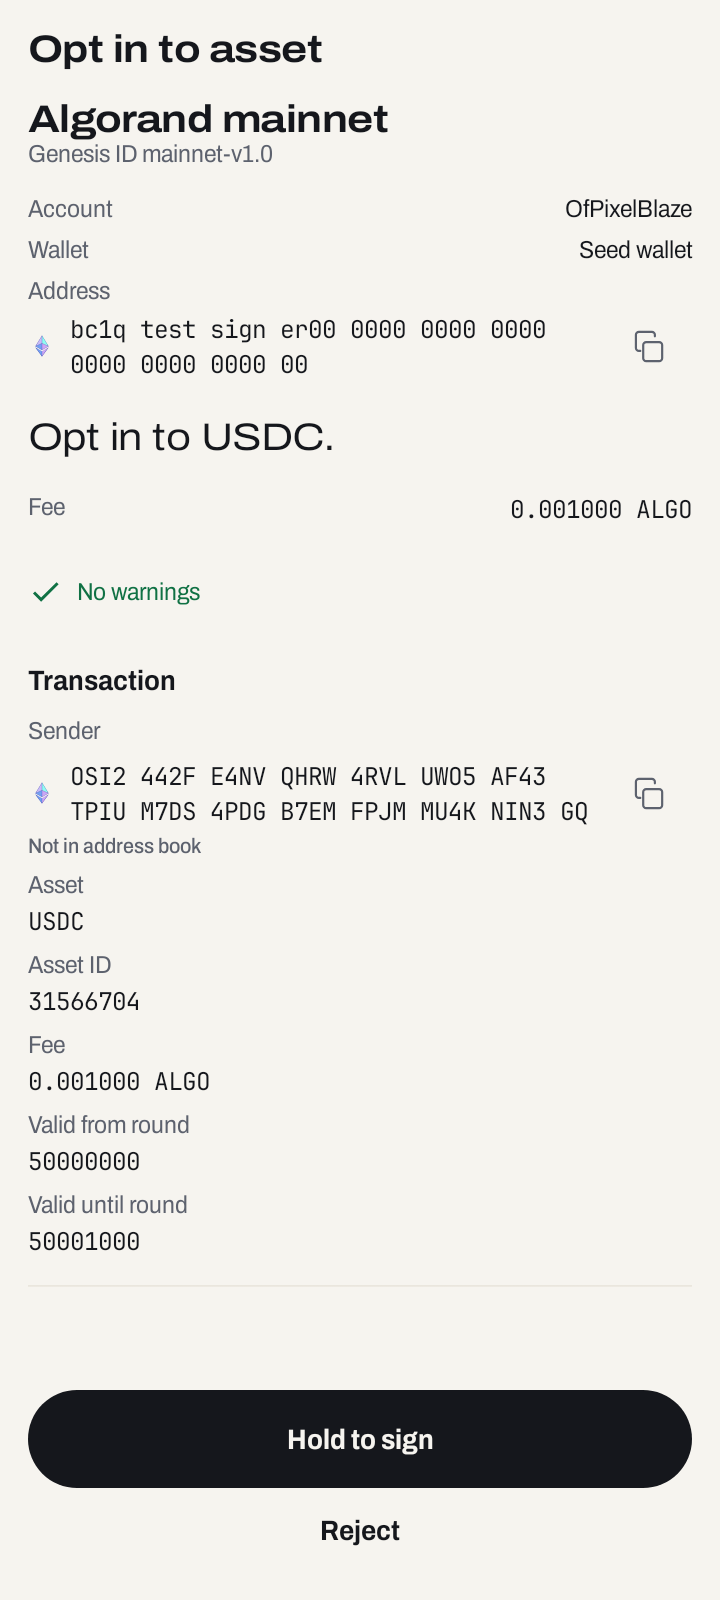 Opt in to asset
Algorand mainnet
Genesis ID mainnet-v1.0
Account OfPixelBlaze
Wallet Seed wallet
Address
bc1q test sign er00 0000 0000 0000
0000 0000 0000 00
Opt in to USDC.
Fee 0.001000 ALGO
No warnings
Transaction
Sender
OSI2 442F E4NV QHRW 4RVL UWO5 AF43
TPIU M7DS 4PDG B7EM FPJM MU4K NIN3 GQ
Not in address book
Asset
USDC
Asset ID
31566704
Fee
0.001000 ALGO
Valid from round
50000000
Valid until round
50001000
Hold to sign
Reject